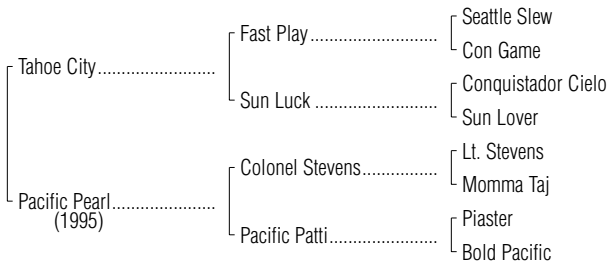 Seattle Slew
Fast Play
Con Game
Tahoe City
Conquistador Cielo
Sun Luck
Sun Lover
Lt. Stevens
Colonel Stevens
Momma Taj
Pacific Pearl
(1995)
Piaster
Pacific Patti
Bold Pacific